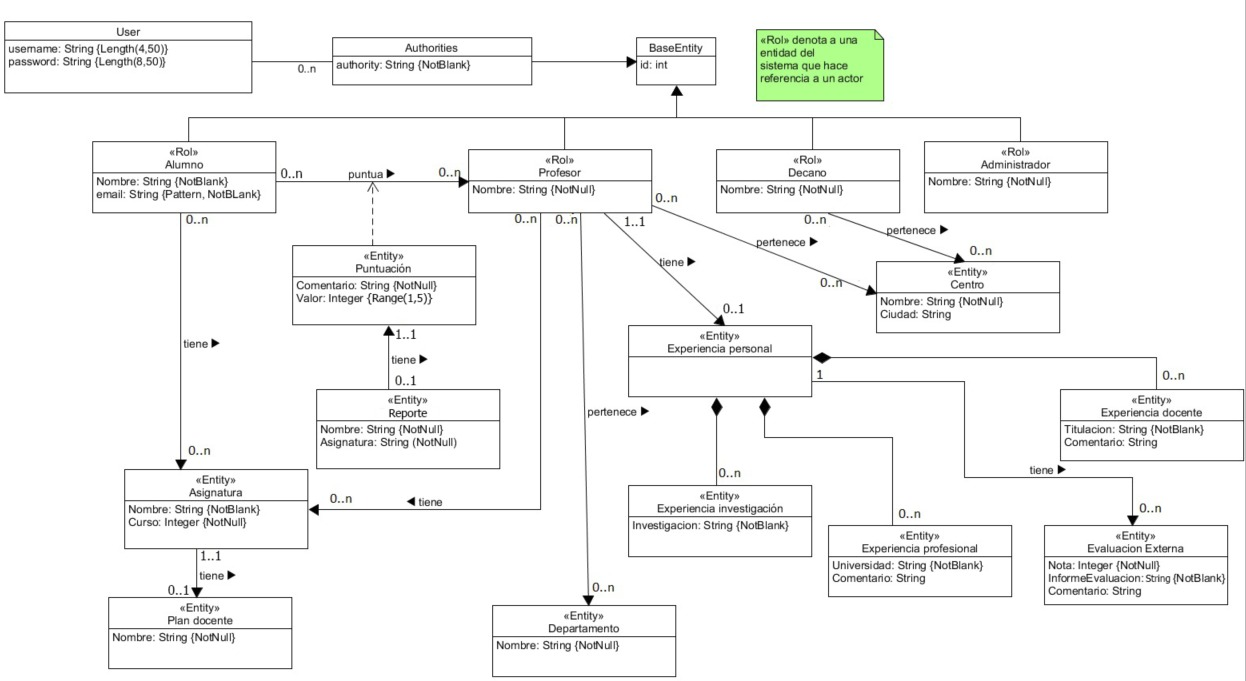 User
username: String {Length(4,50)}
password: String {Length(8,50)}
0..n
Authorities
authority: String {NotBlank}
BaseEntity
id: int
«Rol» denota a una
entidad del
sistema que hace
referencia a un actor
«Rol»
Alumno
Nombre: String {NotBlank}
email: String {Pattern, NotBLank}
0..n
puntua
0..n
«Rol»
Profesor
Nombre: String {NotNull}
«Rol»
Decano
Nombre: String {NotNull}
«Rol»
Administrador
Nombre: String {NotNull}
0..n
0..n
0..n
1..1
0..n
0..n
pertenece
0..n
pertenece
0..n
tiene
0..1
«Entity»
Puntuación
Comentario: String {NotNull}
Valor: Integer {Range(1,5)}
«Entity»
Centro
Nombre: String {NotNull}
Ciudad: String
1..1
tiene
0..1
tiene
«Entity»
Experiencia personal
1
0..n
«Entity»
Reporte
Nombre: String {NotNull}
Asignatura: String (NotNull)
pertenece
«Entity»
Experiencia docente
Titulacion: String {NotBlank}
Comentario: String
0..n
«Entity»
Asignatura
Nombre: String {NotBlank}
Curso: Integer {NotNull}
0..n
tiene
0..n
tiene
0..n
«Entity»
Experiencia investigación
Investigacion: String {NotBlank}
0..n
«Entity»
Experiencia profesional
Universidad: String {NotBlank}
Comentario: String
«Entity»
Evaluacion Externa
Nota: Integer {NotNull}
InformeEvaluacion: String {NotBlank}
Comentario: String
1..1
tiene
0..1
«Entity»
Plan docente
Nombre: String {NotNull}
0..n
«Entity»
Departamento
Nombre: String {NotNull}